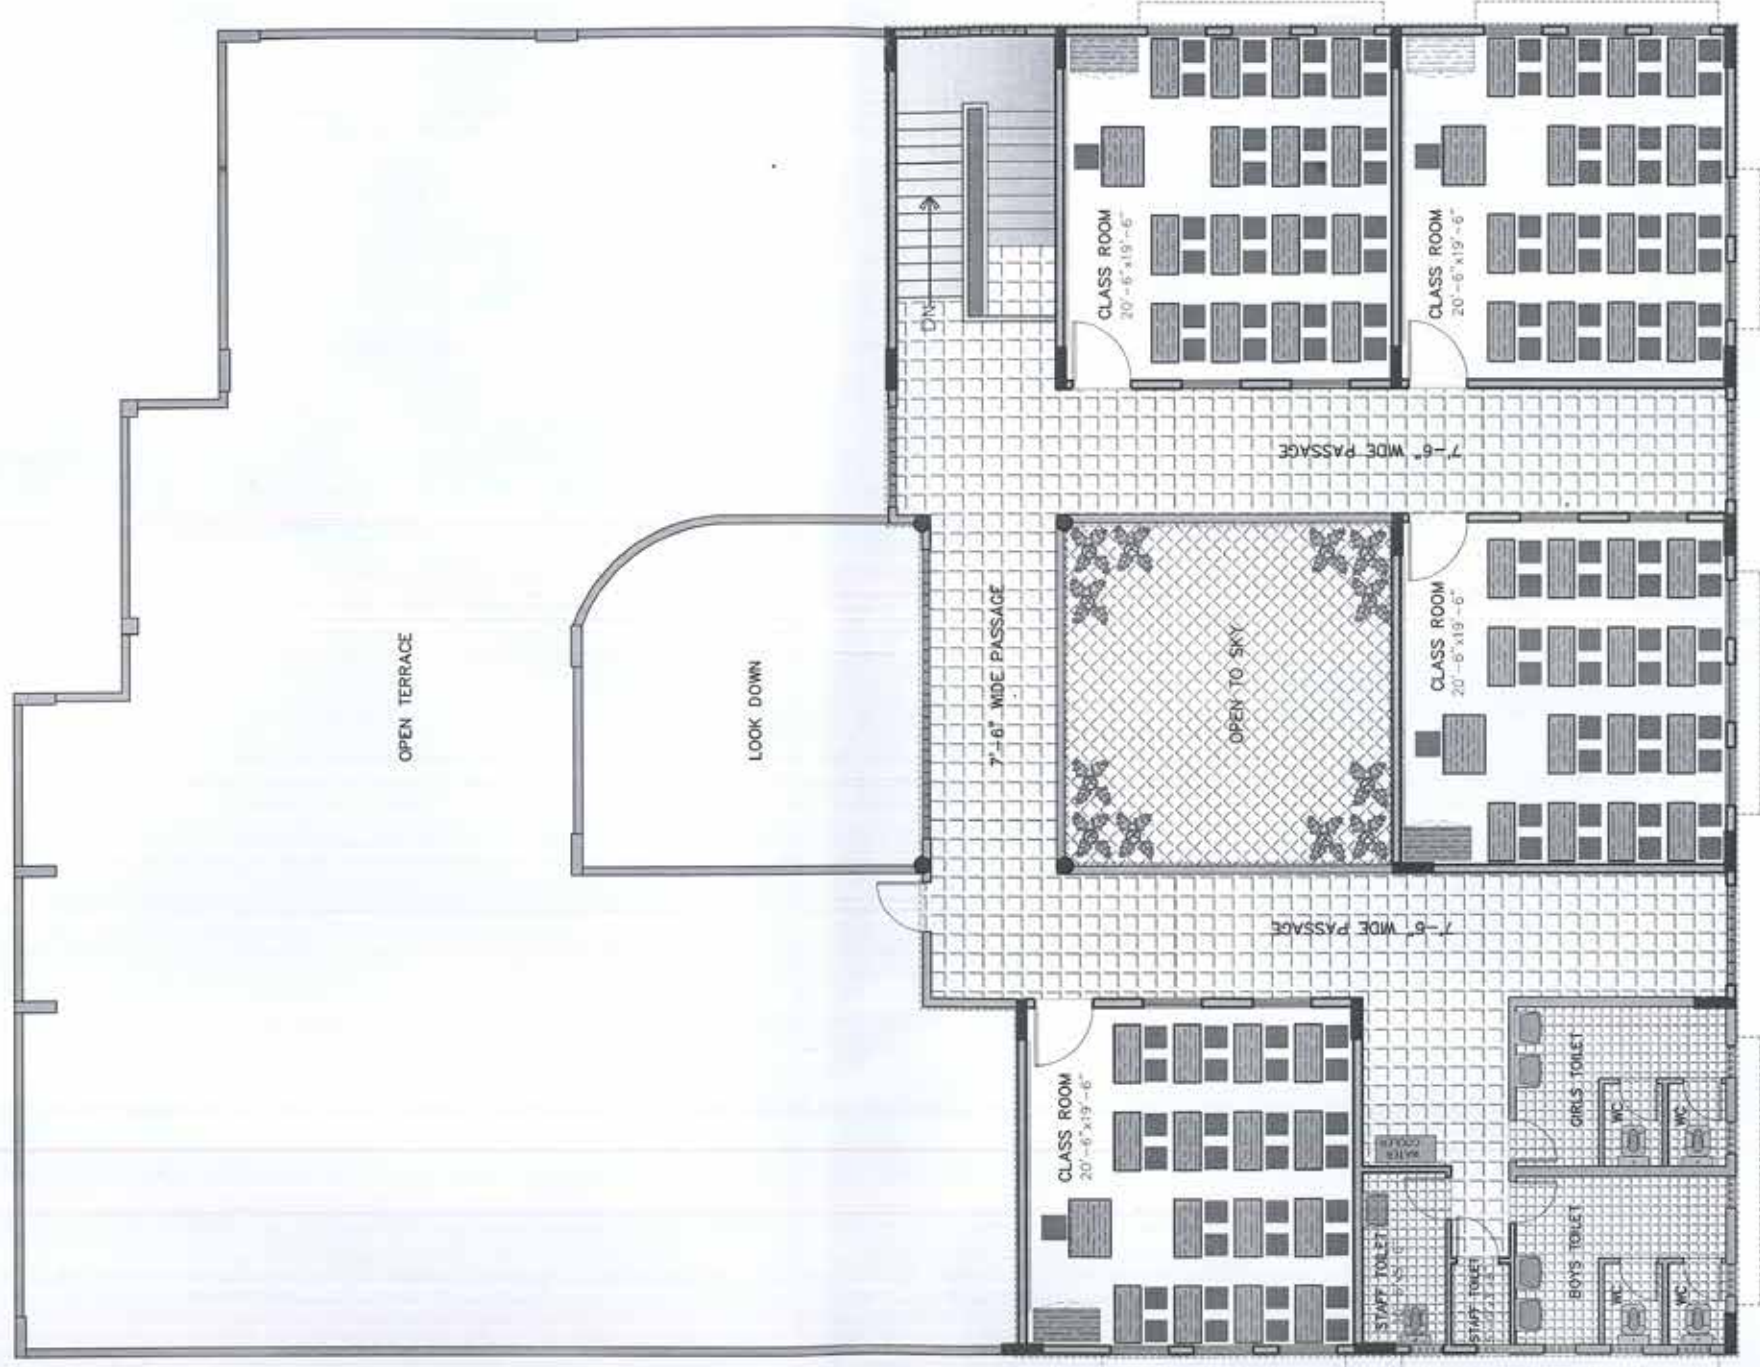 CLASS ROOM
20'-6"x19'-6"
CLASS ROOM
20'-6"x19'-6"
DN
7'-6" WIDE PASSAGE
OPEN TERRACE
LOOK DOWN
7'-6" WIDE PASSAGE
OPEN TO SKY
CLASS ROOM
20'-6"x19'-6"
7'-6" WIDE PASSAGE
CLASS ROOM
20'-6"x19'-6"
WATER
COOLER
GIRLS TOILET
WC
WC
STAFF TOILET
STAFF TOILET
BOYS TOILET
WC
WC